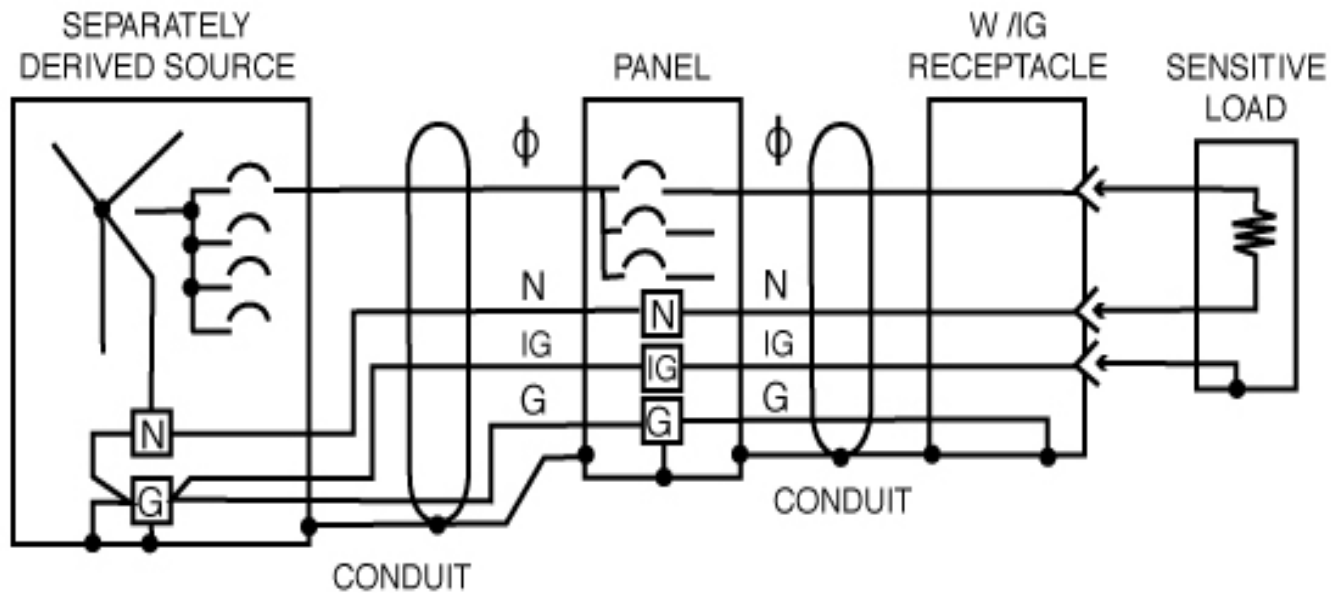 SEPARATELY
DERIVED SOURCE
PANEL
W /IG
RECEPTACLE
SENSITIVE
LOAD
ϕ
ϕ
N
N
N
IG
IG
IG
G
G
G
N
G
CONDUIT
CONDUIT